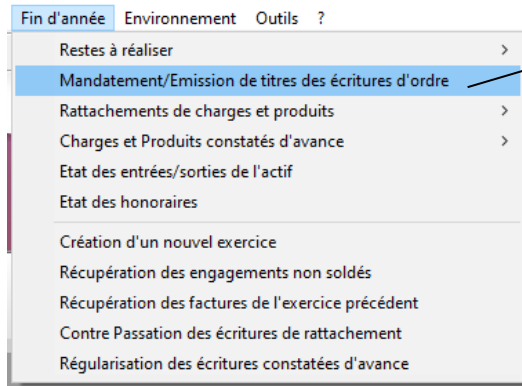 Fin d'année Environnement Outils ?
Restes à réaliser
Mandatement/Emission de titres des écritures d'ordre
Rattachements de charges et produits
Charges et Produits constatés d'avance
Etat des entrées/sorties de l'actif
Etat des honoraires
Création d'un nouvel exercice
Récupération des engagements non soldés
Récupération des factures de l'exercice précédent
Contre Passation des écritures de rattachement
Régularisation des écritures constatées d'avance